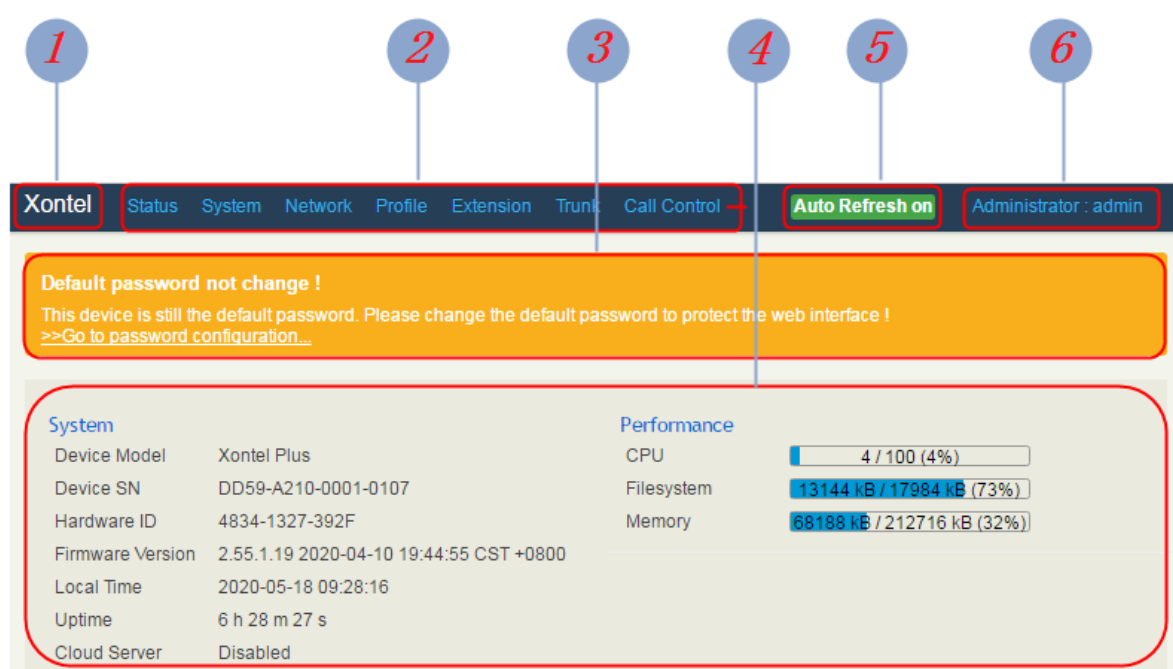 1 2 3 4 5 6
Xontel Status System Network Profile Extension Trunk Call Control Auto Refresh on Administrator : admin
Default password not change !
This device is still the default password. Please change the default password to protect the web interface !
>>Go to password configuration...
System Performance
Device Model Xontel Plus CPU 4 / 100 (4%)
Device SN DD59-A210-0001-0107 Filesystem 13144 kB / 17984 kB (73%)
Hardware ID 4834-1327-392F Memory 68188 kB / 212716 kB (32%)
Firmware Version 2.55.1.19 2020-04-10 19:44:55 CST +0800
Local Time 2020-05-18 09:28:16
Uptime 6 h 28 m 27 s
Cloud Server Disabled